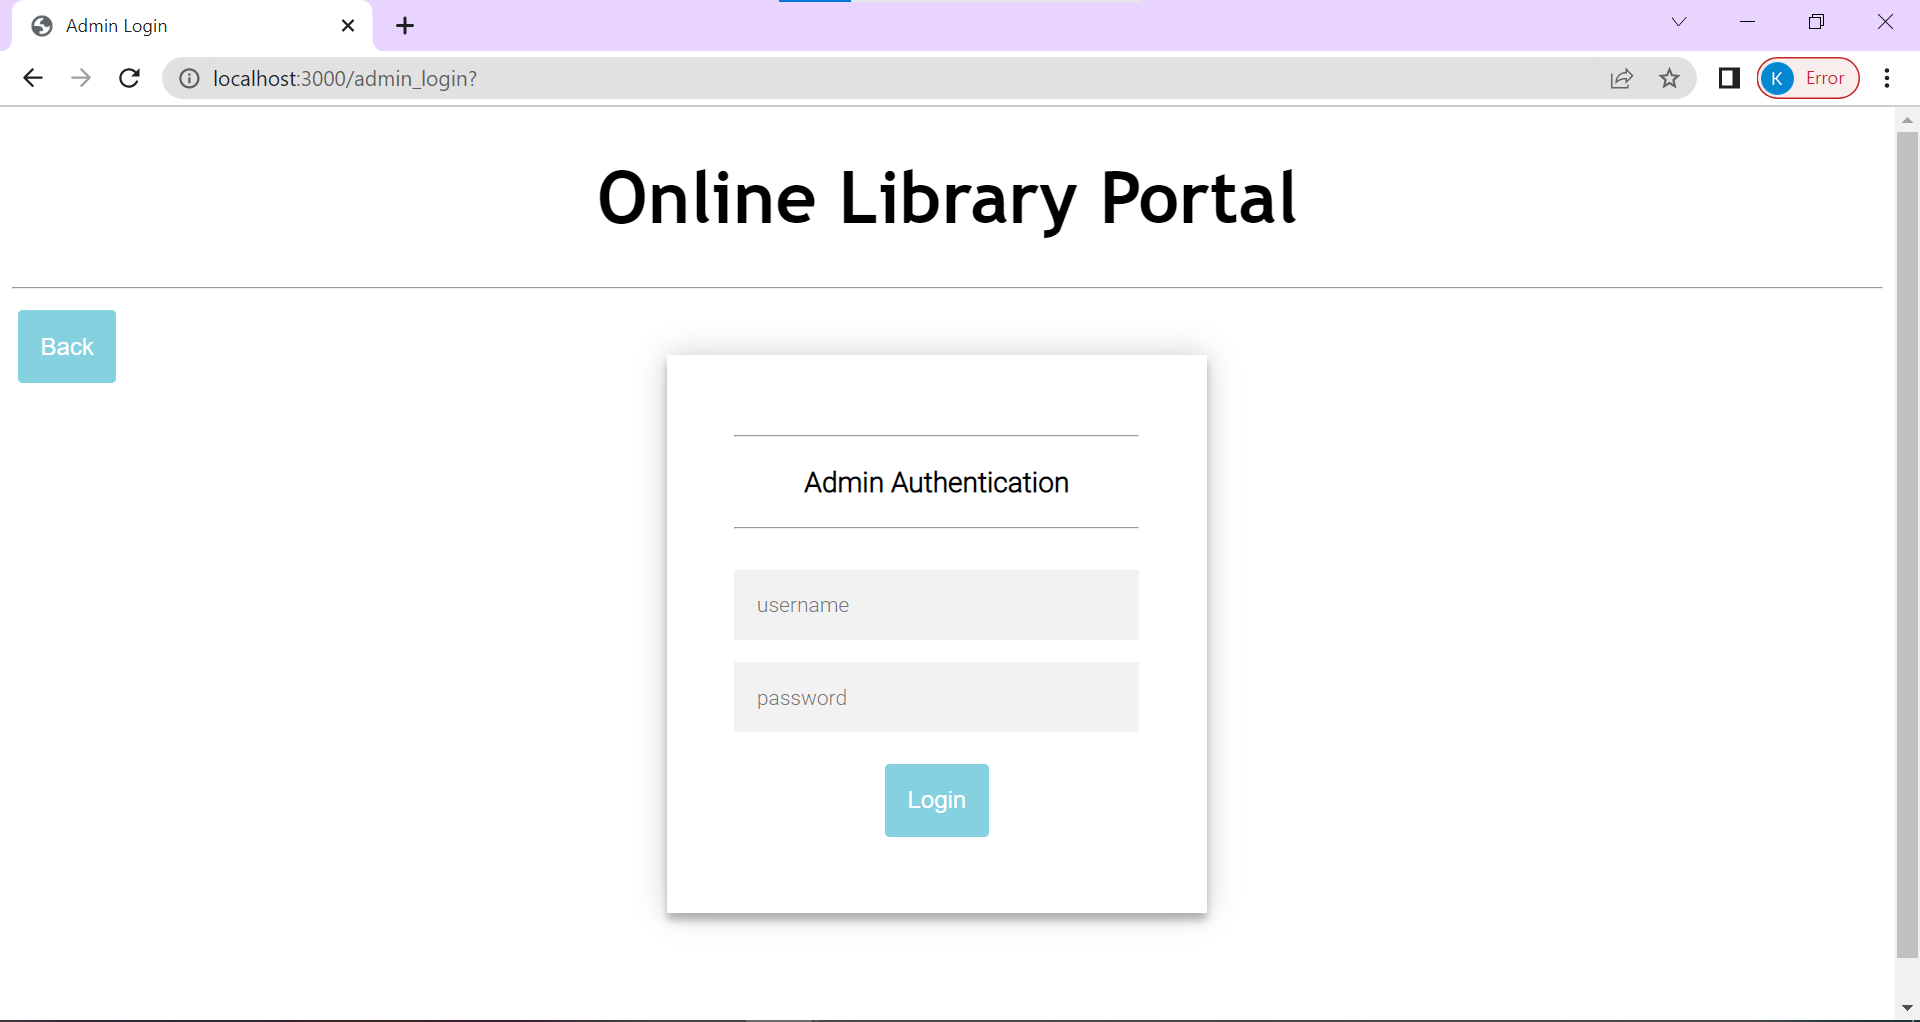 Admin Login
localhost:3000/admin_login?
K Error
Online Library Portal
Back
Admin Authentication
username
password
Login